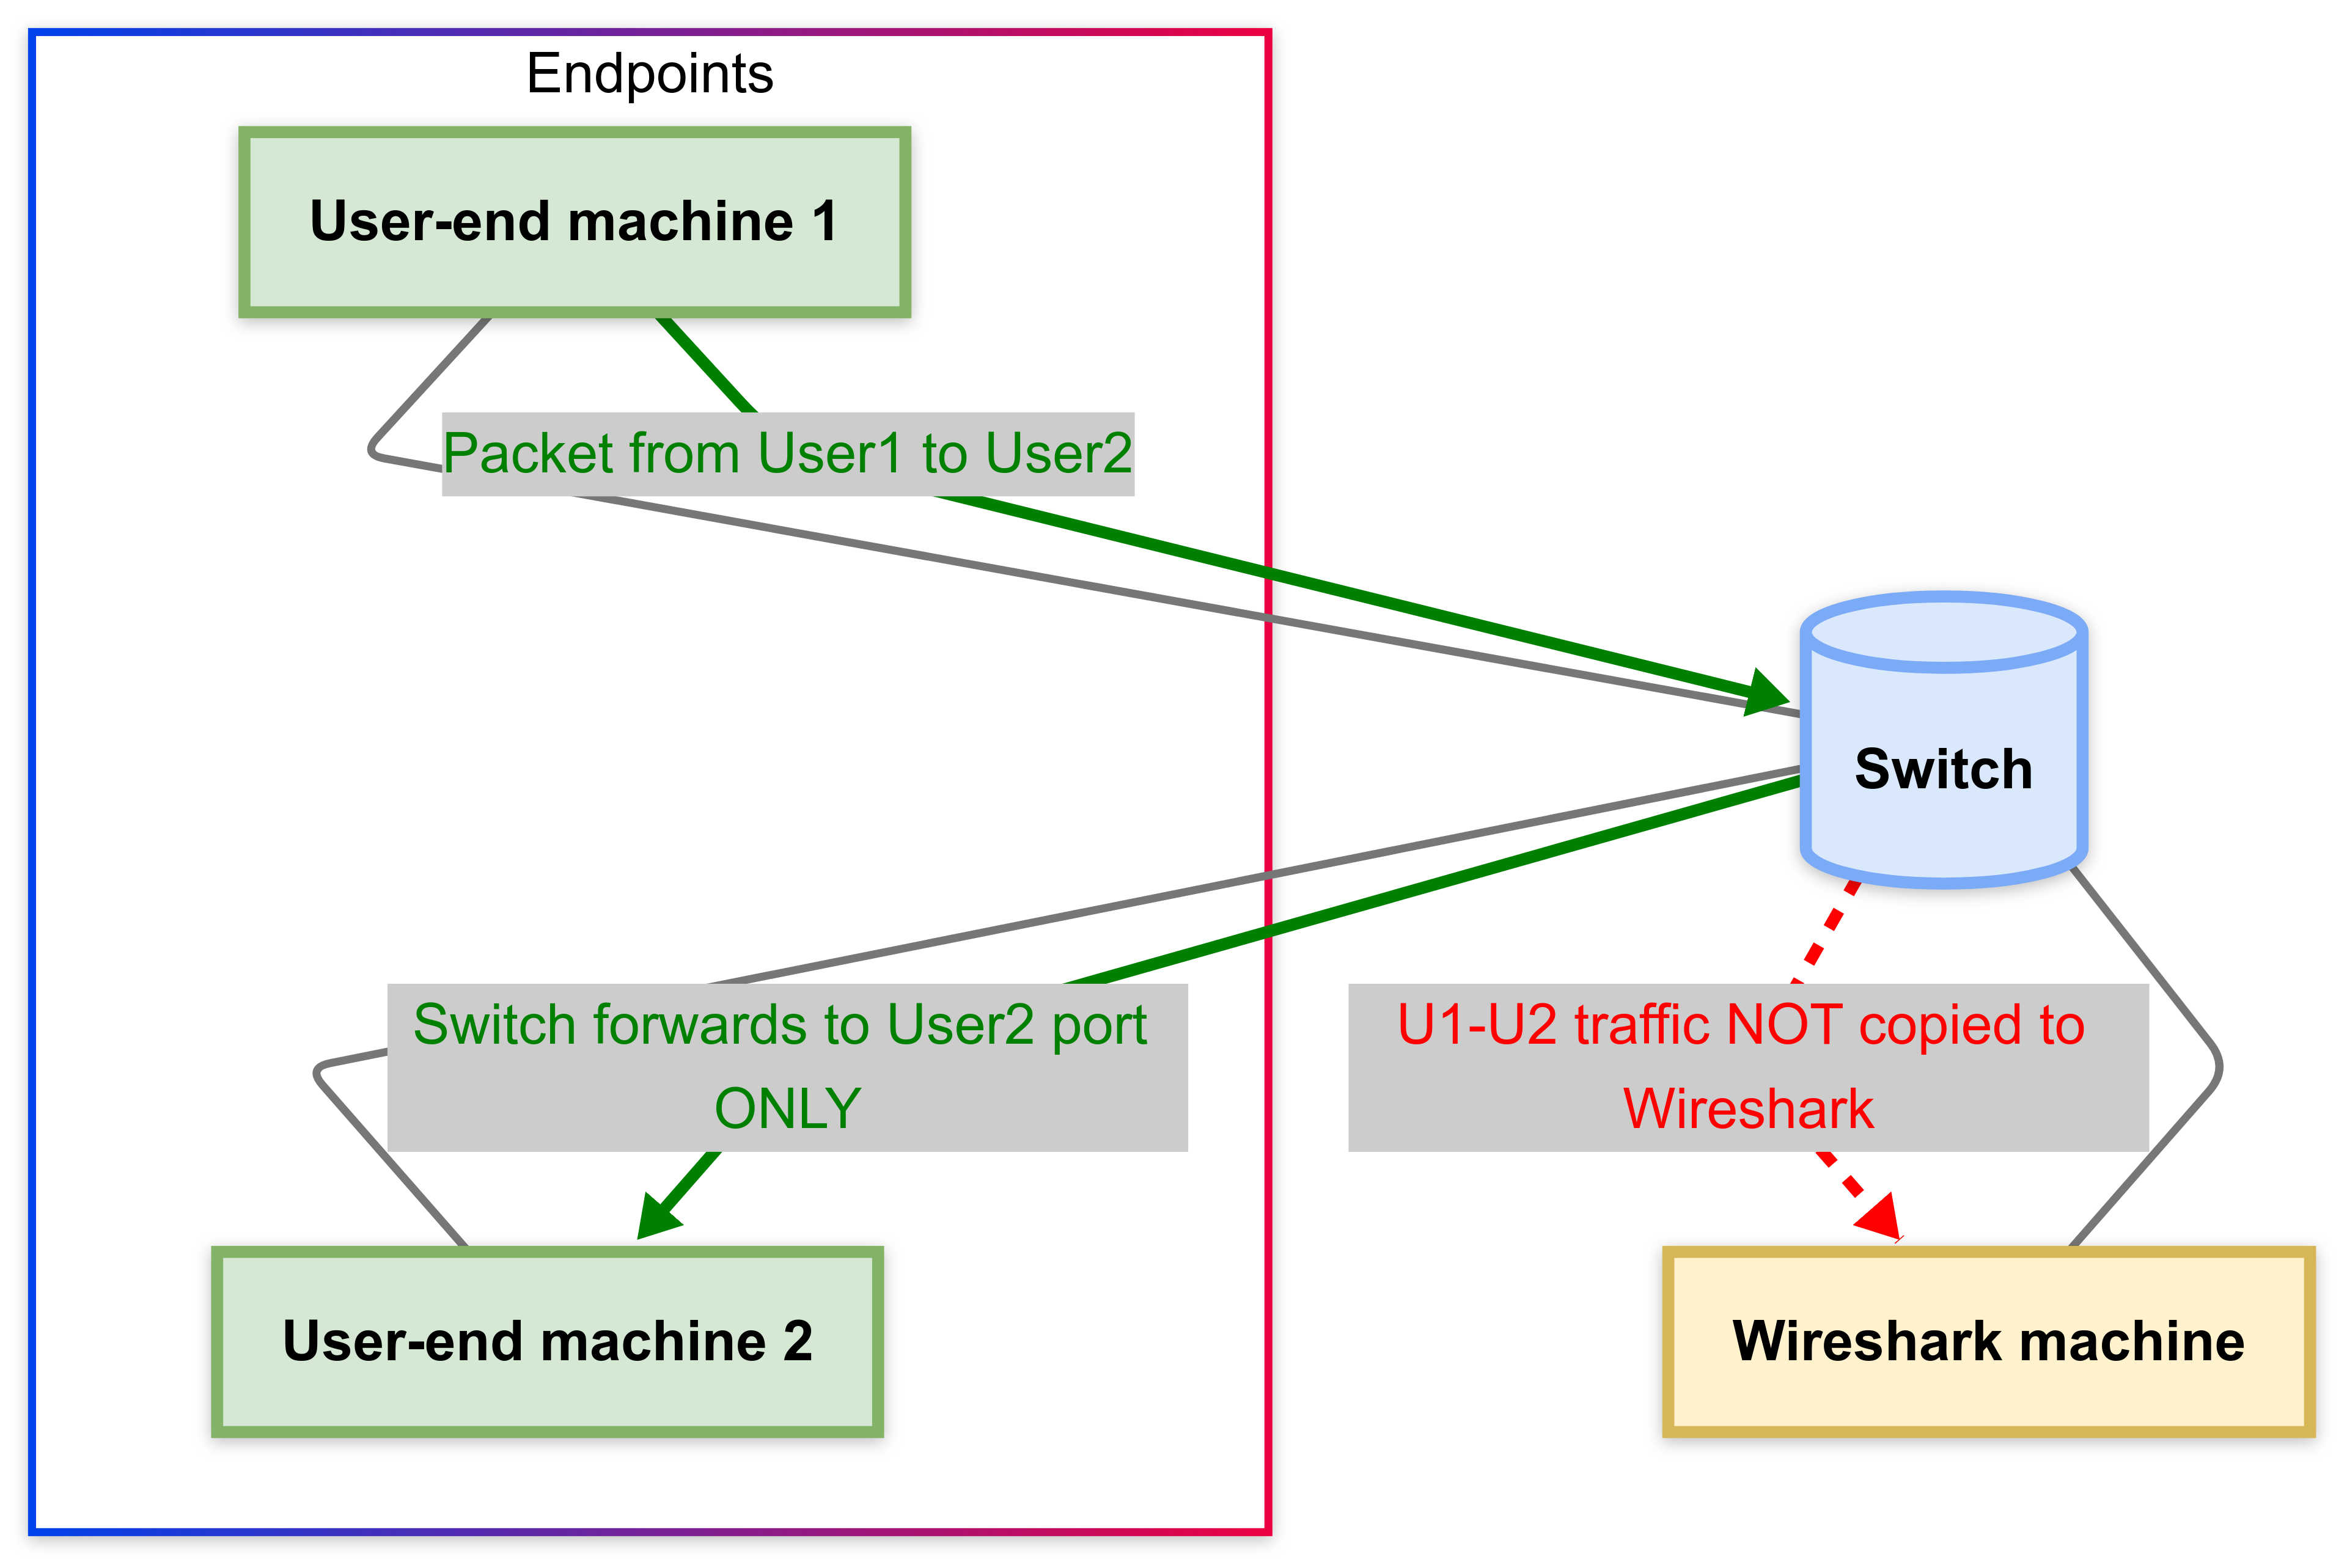 Endpoints
User-end machine 1
Packet from User1 to User2
Switch
Switch forwards to User2 port
ONLY
U1-U2 traffic NOT copied to
Wireshark
User-end machine 2
Wireshark machine